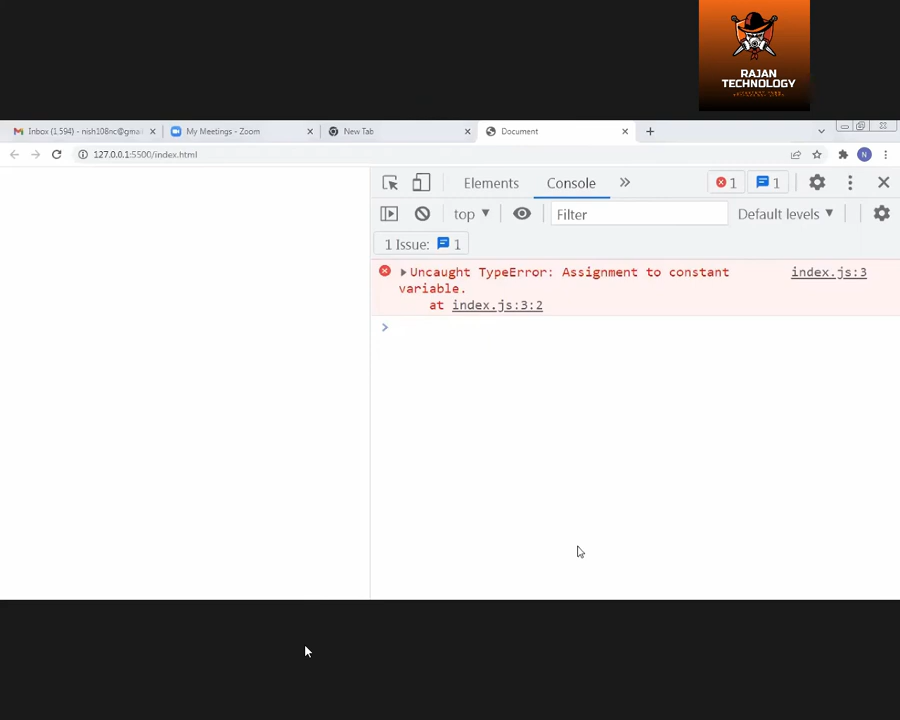 RAJAN
TECHNOLOGY
Inbox (1,594) - nish108nc@gma
My Meetings - Zoom
New Tab
Document
127.0.0.1:5500/index.html
N
Elements
Console
1
1
top
Filter
Default levels
1 Issue:
1
Uncaught TypeError: Assignment to constant
index.js:3
variable.
at index.js:3:2